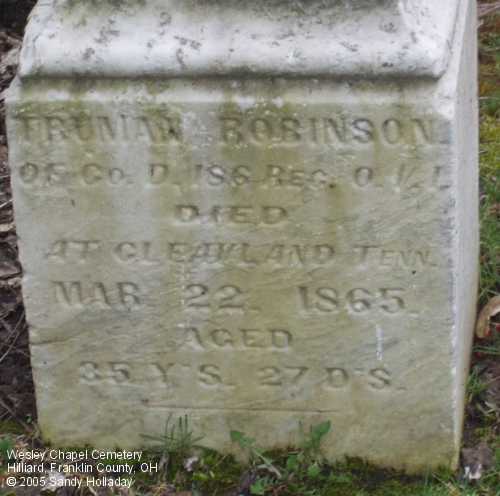 TRUMAN ROBINSON.
OF CO. D. 186 REG. O. V. I.
DIED
AT CLEAVLAND TENN.
MAR. 22. 1865.
AGED
35 Y'S. 27 D'S.
Wesley Chapel Cemetery
Hilliard, Franklin County, OH
© 2005 Sandy Holladay